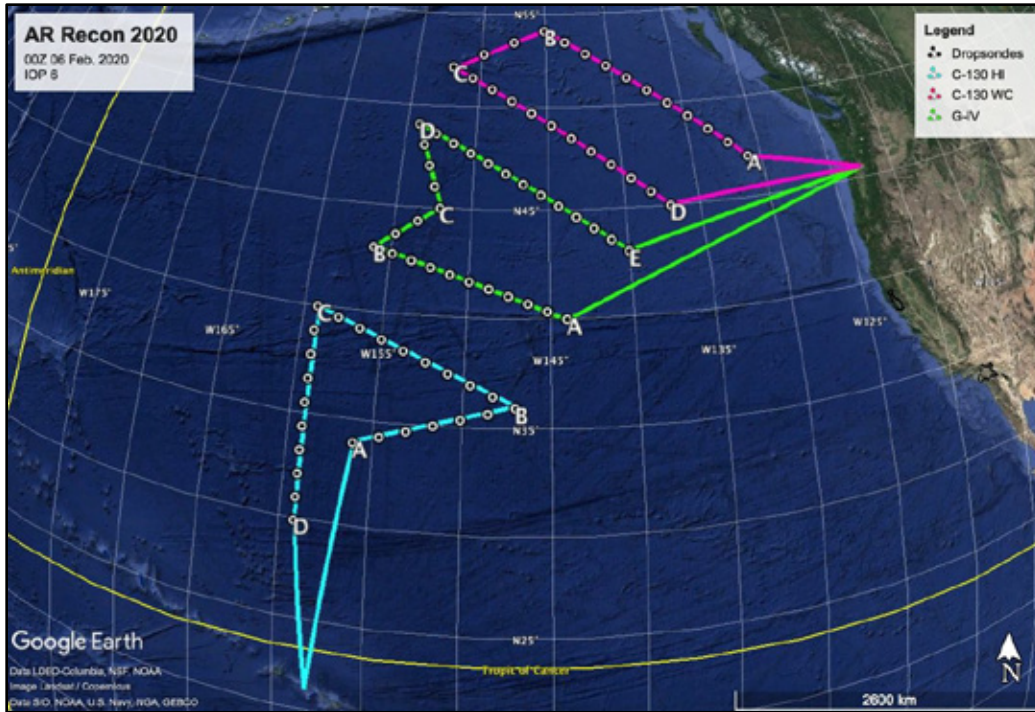 AR Recon 2020
00Z 06 Feb, 2020
IOP 6
N55°
Legend
Dropsondes
C-130 HI
C-130 WC
G-IV
B
C
A
D
D
N45°
C
B
E
A
Antimeridian
W175°
W165°
W155°
W145°
W135°
W125°
C
B
N35°
A
D
N25°
Tropic of Cancer
Google Earth
Data LDEO-Columbia, NSF, NOAA
Image Landsat / Copernicus
Data SIO, NOAA, U.S. Navy, NGA, GEBCO
N
2600 km